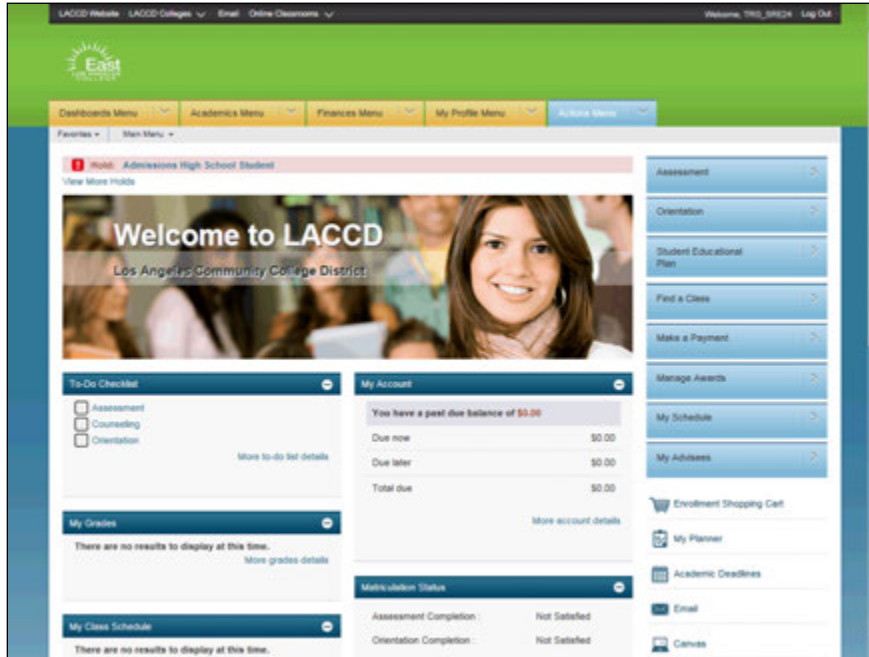 LACCD Website LACCD Colleges Email Online Classrooms Welcome, TRG_SRE24 Log Out
East
LOS ANGELES
COLLEGE
Dashboards Menu Academics Menu Finances Menu My Profile Menu Actions Menu
Favorites Main Menu
Hold: Admissions High School Student
View More Holds
Welcome to LACCD
Los Angeles Community College District
To-Do Checklist
Assessment
Counseling
Orientation
More to-do list details
My Grades
There are no results to display at this time.
More grades details
My Class Schedule
There are no results to display at this time.
My Account
You have a past due balance of $0.00
Due now $0.00
Due later $0.00
Total due $0.00
More account details
Matriculation Status
Assessment Completion : Not Satisfied
Orientation Completion : Not Satisfied
Assessment
Orientation
Student Educational
Plan
Find a Class
Make a Payment
Manage Awards
My Schedule
My Advisees
Enrollment Shopping Cart
My Planner
Academic Deadlines
Email
Canvas